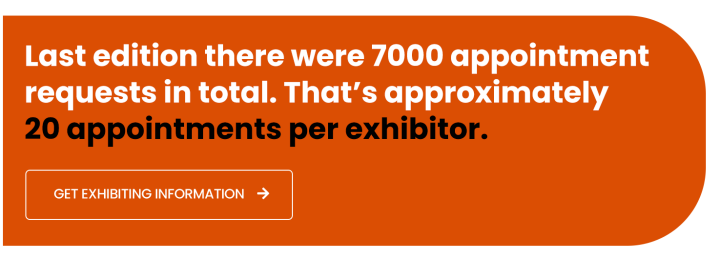 Last edition there were 7000 appointment
requests in total. That’s approximately
20 appointments per exhibitor.
GET EXHIBITING INFORMATION